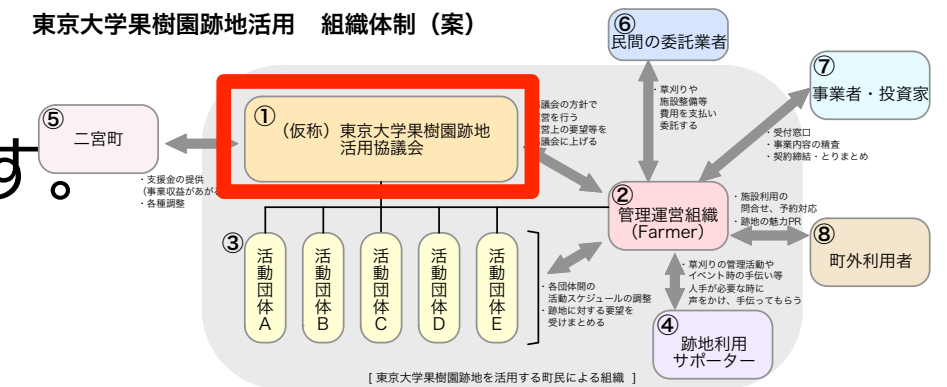 東京大学果樹園跡地活用　組織体制（案）
⑥
民間の委託業者
⑦
事業者・投資家
・草刈りや
施設整備等
費用を支払い
委託する
・受付窓口
・事業内容の精査
・契約締結・とりまとめ
①
（仮称）東京大学果樹園跡地
活用協議会
議会の方針で
営を行う
営上の要望等を
議会に上げる
⑤
二宮町
す。
・支援金の提供
（事業収益があが
・各種調整
②
管理運営組織
（Farmer）
・施設利用の
問合せ、予約対応
・跡地の魅力PR
⑧
町外利用者
③
活動団体A
活動団体B
活動団体C
活動団体D
活動団体E
・各団体間の
活動スケジュールの調整
・跡地に対する要望を
受けまとめる
・草刈りの管理活動や
イベント時の手伝い等
人手が必要な時に
声をかけ、手伝ってもらう
④
跡地利用
サポーター
［東京大学果樹園跡地を活用する町民による組織　］